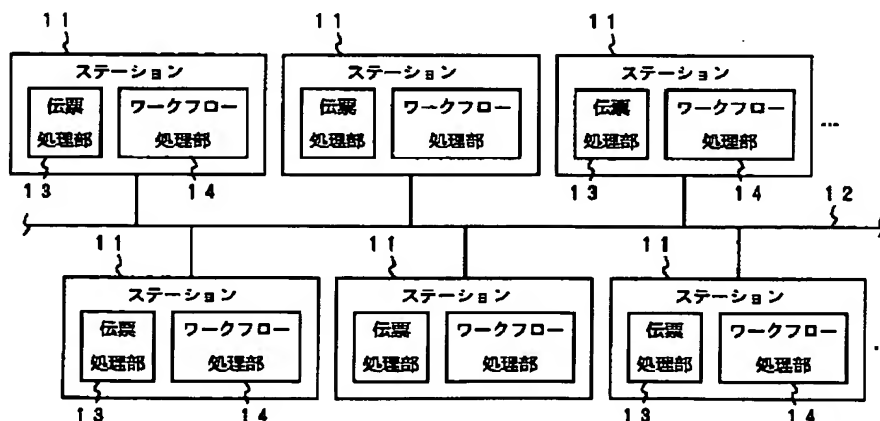 11 11 11
ステーション ステーション ステーション
伝票 ワークフロー 伝票 ワークフロー 伝票 ワークフロー
処理部 処理部 処理部 処理部 処理部 処理部 …
13 14 13 14 12
11 11 11
ステーション ステーション ステーション
伝票 ワークフロー 伝票 ワークフロー 伝票 ワークフロー
処理部 処理部 処理部 処理部 処理部 処理部
13 14 13 14